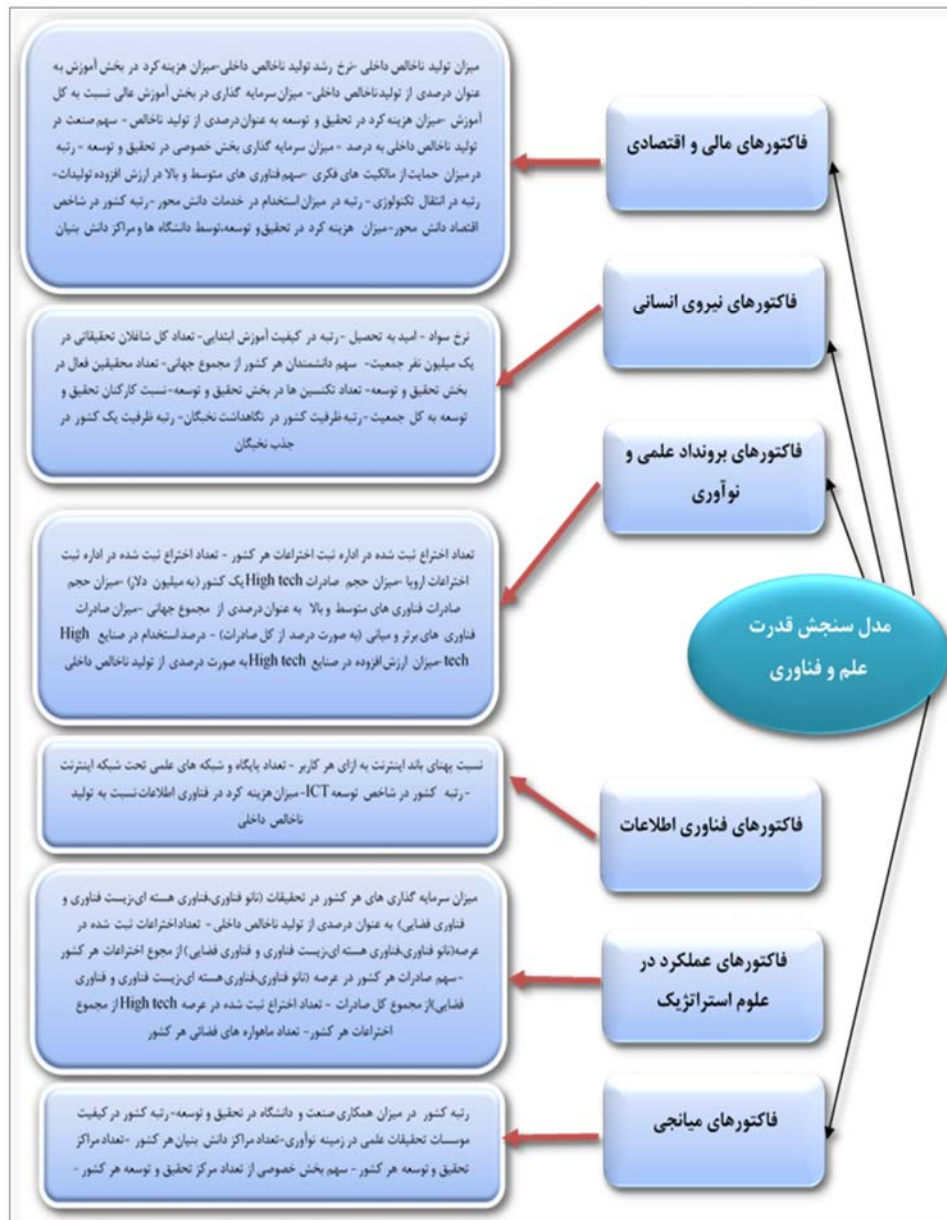 مدل سنجش قدرت
علم و فناوری
فاکتورهای مالی و اقتصادی
میزان تولید ناخالص داخلی -نرخ رشد تولید ناخالص داخلی-میزان هزینه کرد در بخش آموزش به
عنوان درصدی از تولیدناخالص داخلی- میزان سرمایه گذاری در بخش آموزش عالی نسبت به کل
آموزش -میزان هزینه کرد در تحقیق و توسعه به عنوان درصدی از تولید ناخالص - سهم صنعت در
تولید ناخالص داخلی به درصد - میزان سرمایه گذاری بخش خصوصی در تحقیق و توسعه - رتبه
در میزان حمایت از مالکیت های فکری -سهم فناوری های متوسط و بالا در ارزش افزوده تولیدات-
رتبه در انتقال تکنولوژی - رتبه در میزان استخدام در خدمات دانش محور -رتبه کشور در شاخص
اقتصاد دانش محور-میزان هزینه کرد در تحقیق و توسعه،توسط دانشگاه ها و مراکز دانش بنیان
فاکتورهای نیروی انسانی
نرخ سواد - امید به تحصیل -رتبه در کیفیت آموزش ابتدایی- تعداد کل شاغلان تحقیقاتی در
یک میلیون نفر جمعیت- سهم دانشمندان هر کشور از مجموع جهانی- تعداد محققین فعال در
بخش تحقیق و توسعه- تعداد تکنسین ها در بخش تحقیق و توسعه-نسبت کارکنان تحقیق و
توسعه به کل جمعیت -رتبه ظرفیت کشور در نگاهداشت نخبگان- رتبه ظرفیت یک کشور در
جذب نخبگان
فاکتورهای برونداد علمی و
نوآوری
تعداد اختراع ثبت شده در اداره ثبت اختراعات هر کشور - تعداد اختراع ثبت شده در اداره ثبت
اختراعات اروپا -میزان حجم صادرات High tech یک کشور (به میلیون دلار) -میزان حجم
صادرات فناوری های متوسط و بالا به عنوان درصدی از مجموع جهانی -میزان صادرات
فناوری های برتر و میانی (به صورت درصد از کل صادرات) - درصد استخدام در صنایع High
tech -میزان ارزش افزوده در صنایع High tech به صورت درصدی از تولید ناخالص داخلی
فاکتورهای فناوری اطلاعات
نسبت پهنای باند اینترنت به ازای هر کاربر - تعداد پایگاه و شبکه های علمی تحت شبکه اینترنت
-رتبه کشور در شاخص توسعه ICT-میزان هزینه کرد در فناوری اطلاعات نسبت به تولید
ناخالص داخلی
فاکتورهای عملکرد در
علوم استراتژیک
میزان سرمایه گذاری های هر کشور در تحقیقات (نانو فناوری،فناوری هسته ای،زیست فناوری و
فناوری فضایی) به عنوان درصدی از تولید ناخالص داخلی - تعداد اختراعات ثبت شده در
عرصه(نانو فناوری،فناوری هسته ای،زیست فناوری و فناوری فضایی) از مجوع اختراعات هر کشور
-سهم صادرات هر کشور در عرصه (نانو فناوری،فناوری هسته ای،زیست فناوری و فناوری
فضایی)از مجموع کل صادرات - تعداد اختراع ثبت شده در عرصه High tech از مجموع
اختراعات هر کشور- تعداد ماهواره های فضائی هر کشور
فاکتورهای میانجی
رتبه کشور در میزان همکاری صنعت و دانشگاه در تحقیق و توسعه-رتبه کشور در کیفیت
موسسات تحقیقات علمی در زمینه نوآوری-تعداد مراکز دانش بنیان هر کشور -تعداد مراکز
تحقیق و توسعه هر کشور - سهم بخش خصوصی از تعداد مرکز تحقیق و توسعه هر کشور -